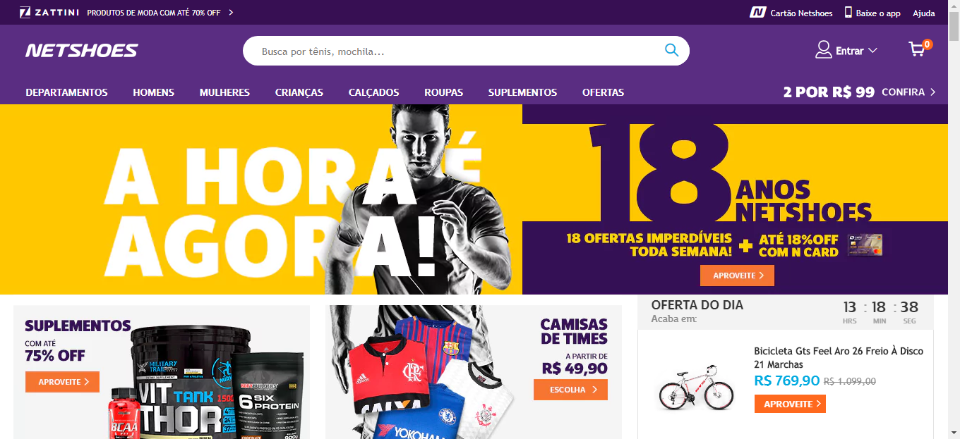 ZATTINI PRODUTOS DE MODA COM ATÉ 70% OFF
Cartão Netshoes Baixe o app Ajuda
NETSHOES
Busca por tênis, mochila...
Entrar
0
DEPARTAMENTOS HOMENS MULHERES CRIANÇAS CALÇADOS ROUPAS SUPLEMENTOS OFERTAS
2 POR R$ 99 CONFIRA
A HORA É
AGORA!
18 ANOS
NETSHOES
18 OFERTAS IMPERDÍVEIS
TODA SEMANA!
+
ATÉ 18%OFF
COM N CARD
APROVEITE
SUPLEMENTOS
COM ATÉ
75% OFF
APROVEITE
MILITARY
TRAIL
VIT
TANK
THOR
BCAA
6 SIX
PROTEIN
CAMISAS
DE TIMES
A PARTIR DE
R$ 49,90
ESCOLHA
CAIXA
YOKOHAMA
OFERTA DO DIA
Acaba em:
13 : 18 : 38
HRS MIN SEG
Bicicleta Gts Feel Aro 26 Freio À Disco
21 Marchas
R$ 769,90 R$ 1.099,00
APROVEITE